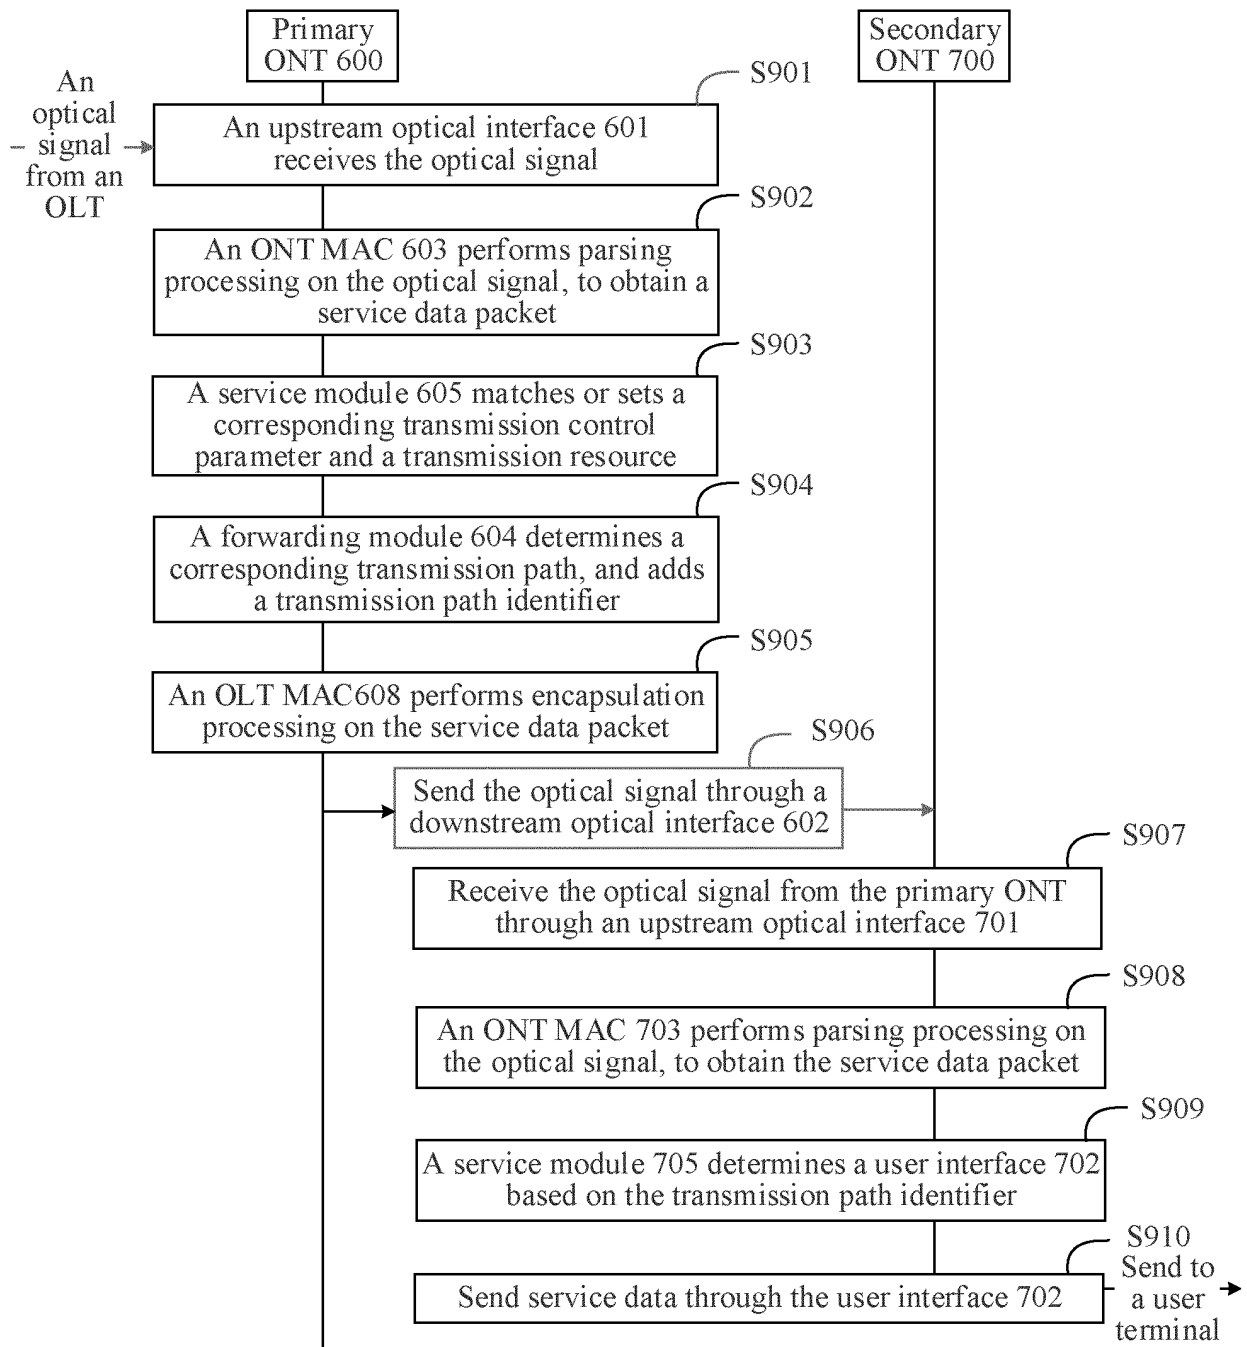 Primary
ONT 600
Secondary
ONT 700
An
optical
signal
from an
OLT
S901
An upstream optical interface 601
receives the optical signal
S902
An ONT MAC 603 performs parsing
processing on the optical signal, to obtain a
service data packet
S903
A service module 605 matches or sets a
corresponding transmission control
parameter and a transmission resource
S904
A forwarding module 604 determines a
corresponding transmission path, and adds
a transmission path identifier
S905
An OLT MAC608 performs encapsulation
processing on the service data packet
S906
Send the optical signal through a
downstream optical interface 602
S907
Receive the optical signal from the primary ONT
through an upstream optical interface 701
S908
An ONT MAC 703 performs parsing processing on
the optical signal, to obtain the service data packet
S909
A service module 705 determines a user interface 702
based on the transmission path identifier
S910
Send service data through the user interface 702
Send to
a user
terminal